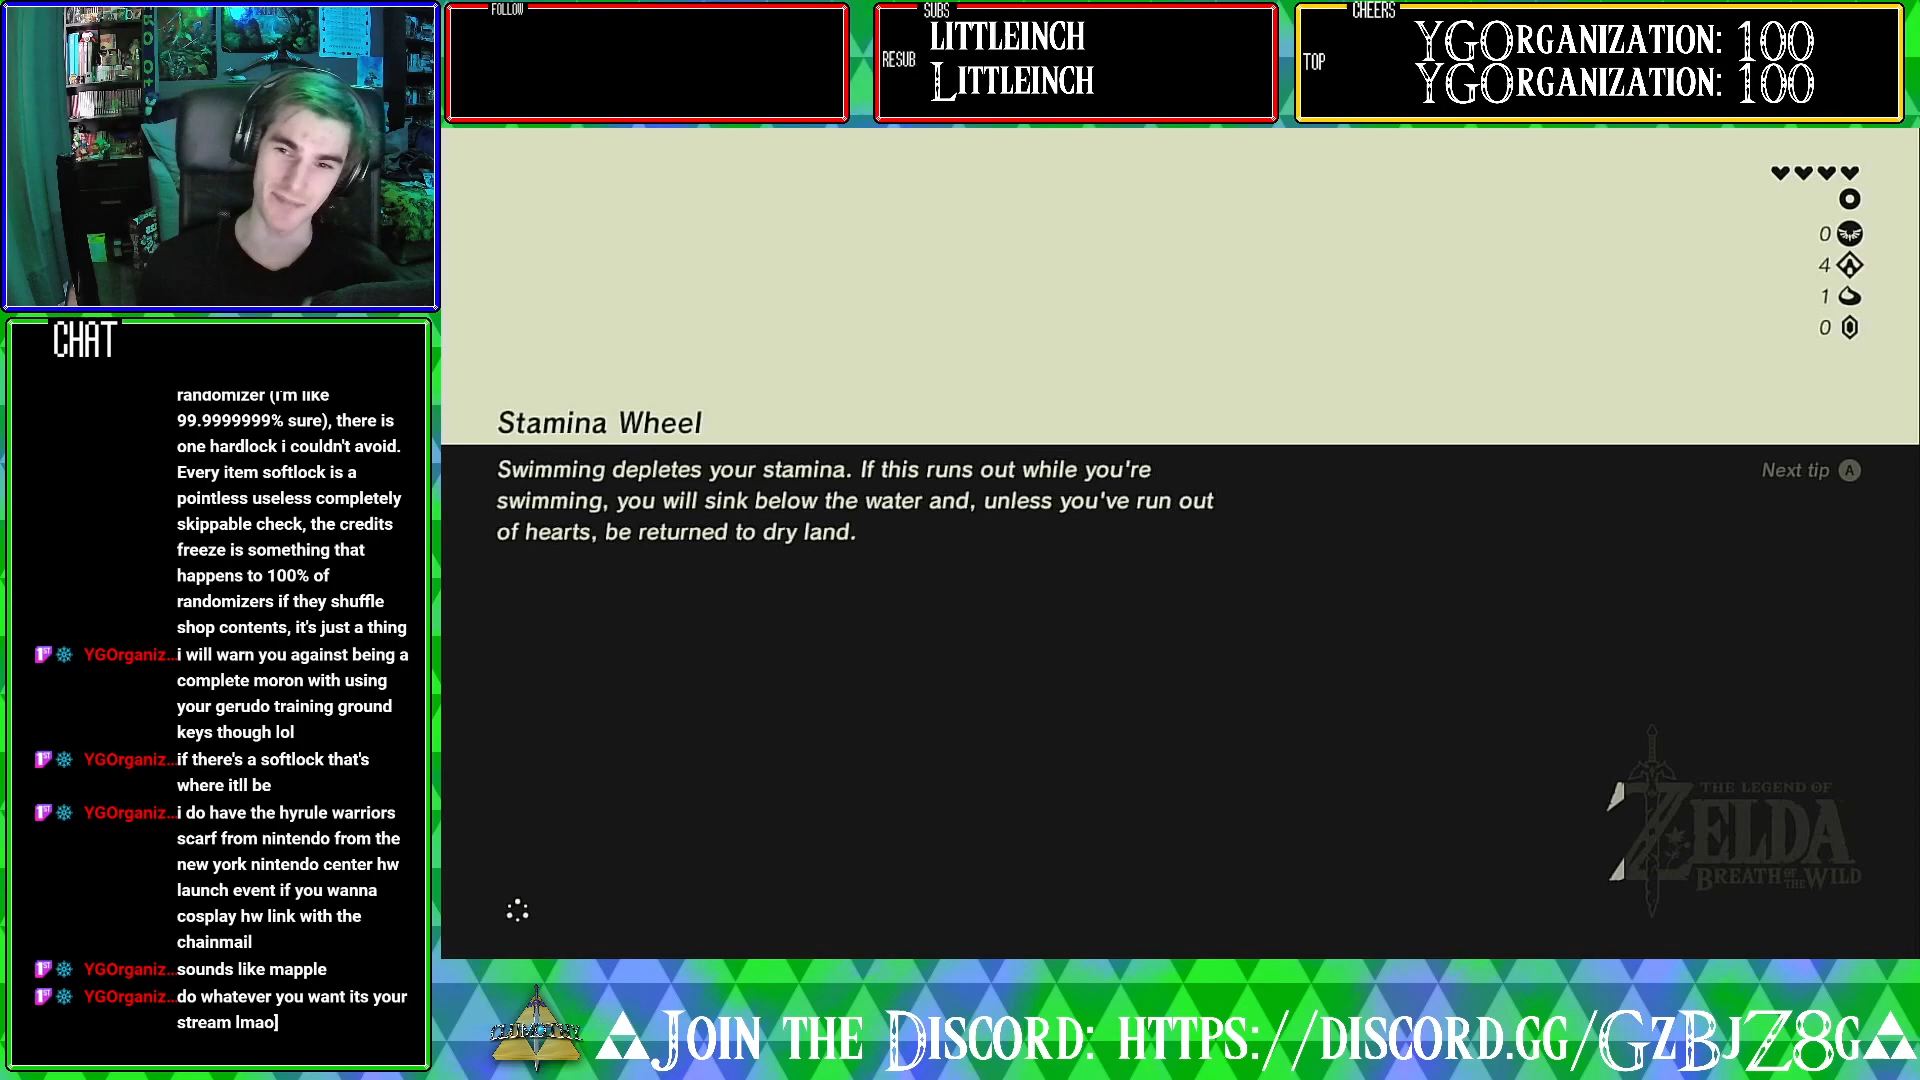 FOLLOW
SUBS
RESUB
LITTLEINCH
LITTLEINCH
CHEERS
TOP
YGORGANIZATION: 100
YGORGANIZATION: 100
0
4
1
0
Stamina Wheel
Swimming depletes your stamina. If this runs out while you're
swimming, you will sink below the water and, unless you've run out
of hearts, be returned to dry land.
Next tip A
THE LEGEND OF
ZELDA
BREATH OF THE WILD
CHAT
randomizer (I'm like
99.9999999% sure), there is
one hardlock i couldn't avoid.
Every item softlock is a
pointless useless completely
skippable check, the credits
freeze is something that
happens to 100% of
randomizers if they shuffle
shop contents, it's just a thing
1ST YGOrganiz... i will warn you against being a
complete moron with using
your gerudo training ground
keys though lol
1ST YGOrganiz... if there's a softlock that's
where itll be
1ST YGOrganiz... i do have the hyrule warriors
scarf from nintendo from the
new york nintendo center hw
launch event if you wanna
cosplay hw link with the
chainmail
1ST YGOrganiz... sounds like mapple
1ST YGOrganiz... do whatever you want its your
stream lmao]
JOIN THE DISCORD: HTTPS://DISCORD.GG/GZBJZ8G